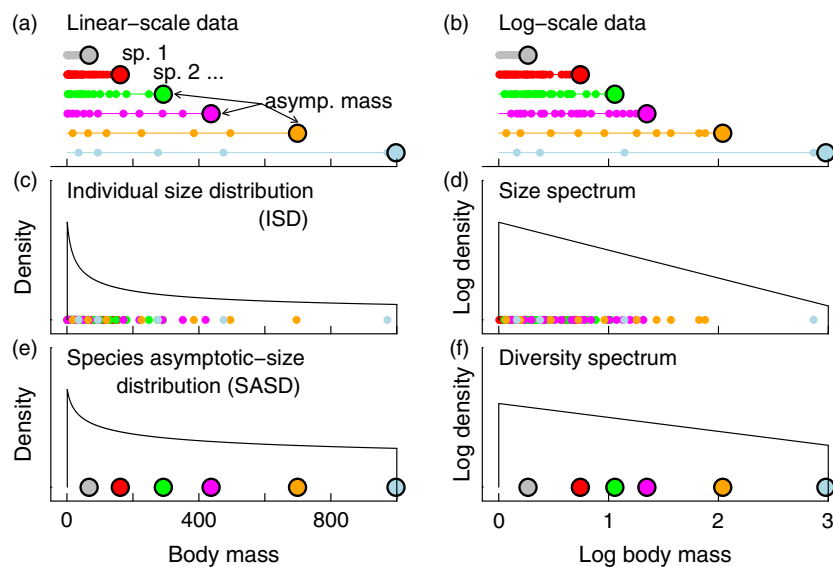 (a) Linear−scale data
sp. 1
sp. 2 ...
asymp. mass
(b) Log−scale data
(c) Individual size distribution
(ISD)
Density
(d) Size spectrum
Log density
(e) Species asymptotic−size
distribution (SASD)
Density
0 400 800
Body mass
(f) Diversity spectrum
Log density
0 1 2 3
Log body mass